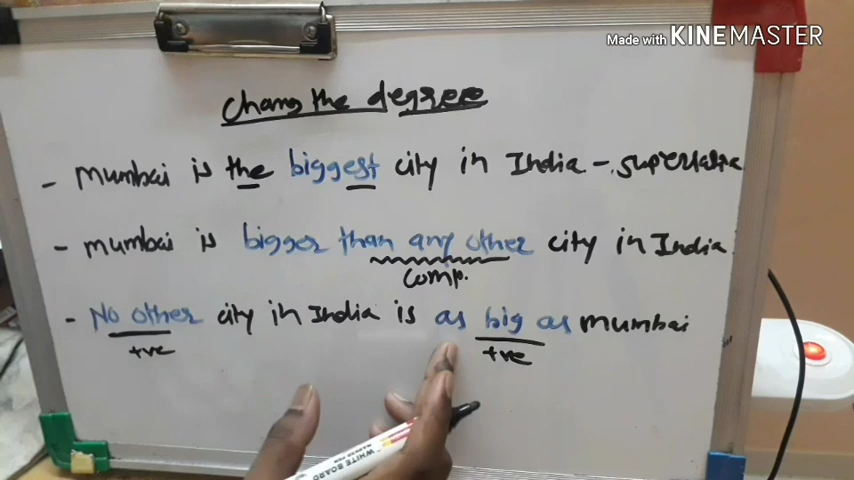 Made with KINEMASTER
Chang the degree
- Mumbai is the biggest city in India - superlative
- mumbai is bigger than any other city in India
comp.
- No other city in India is as big as mumbai
+ve +ve
WHITE BOARD